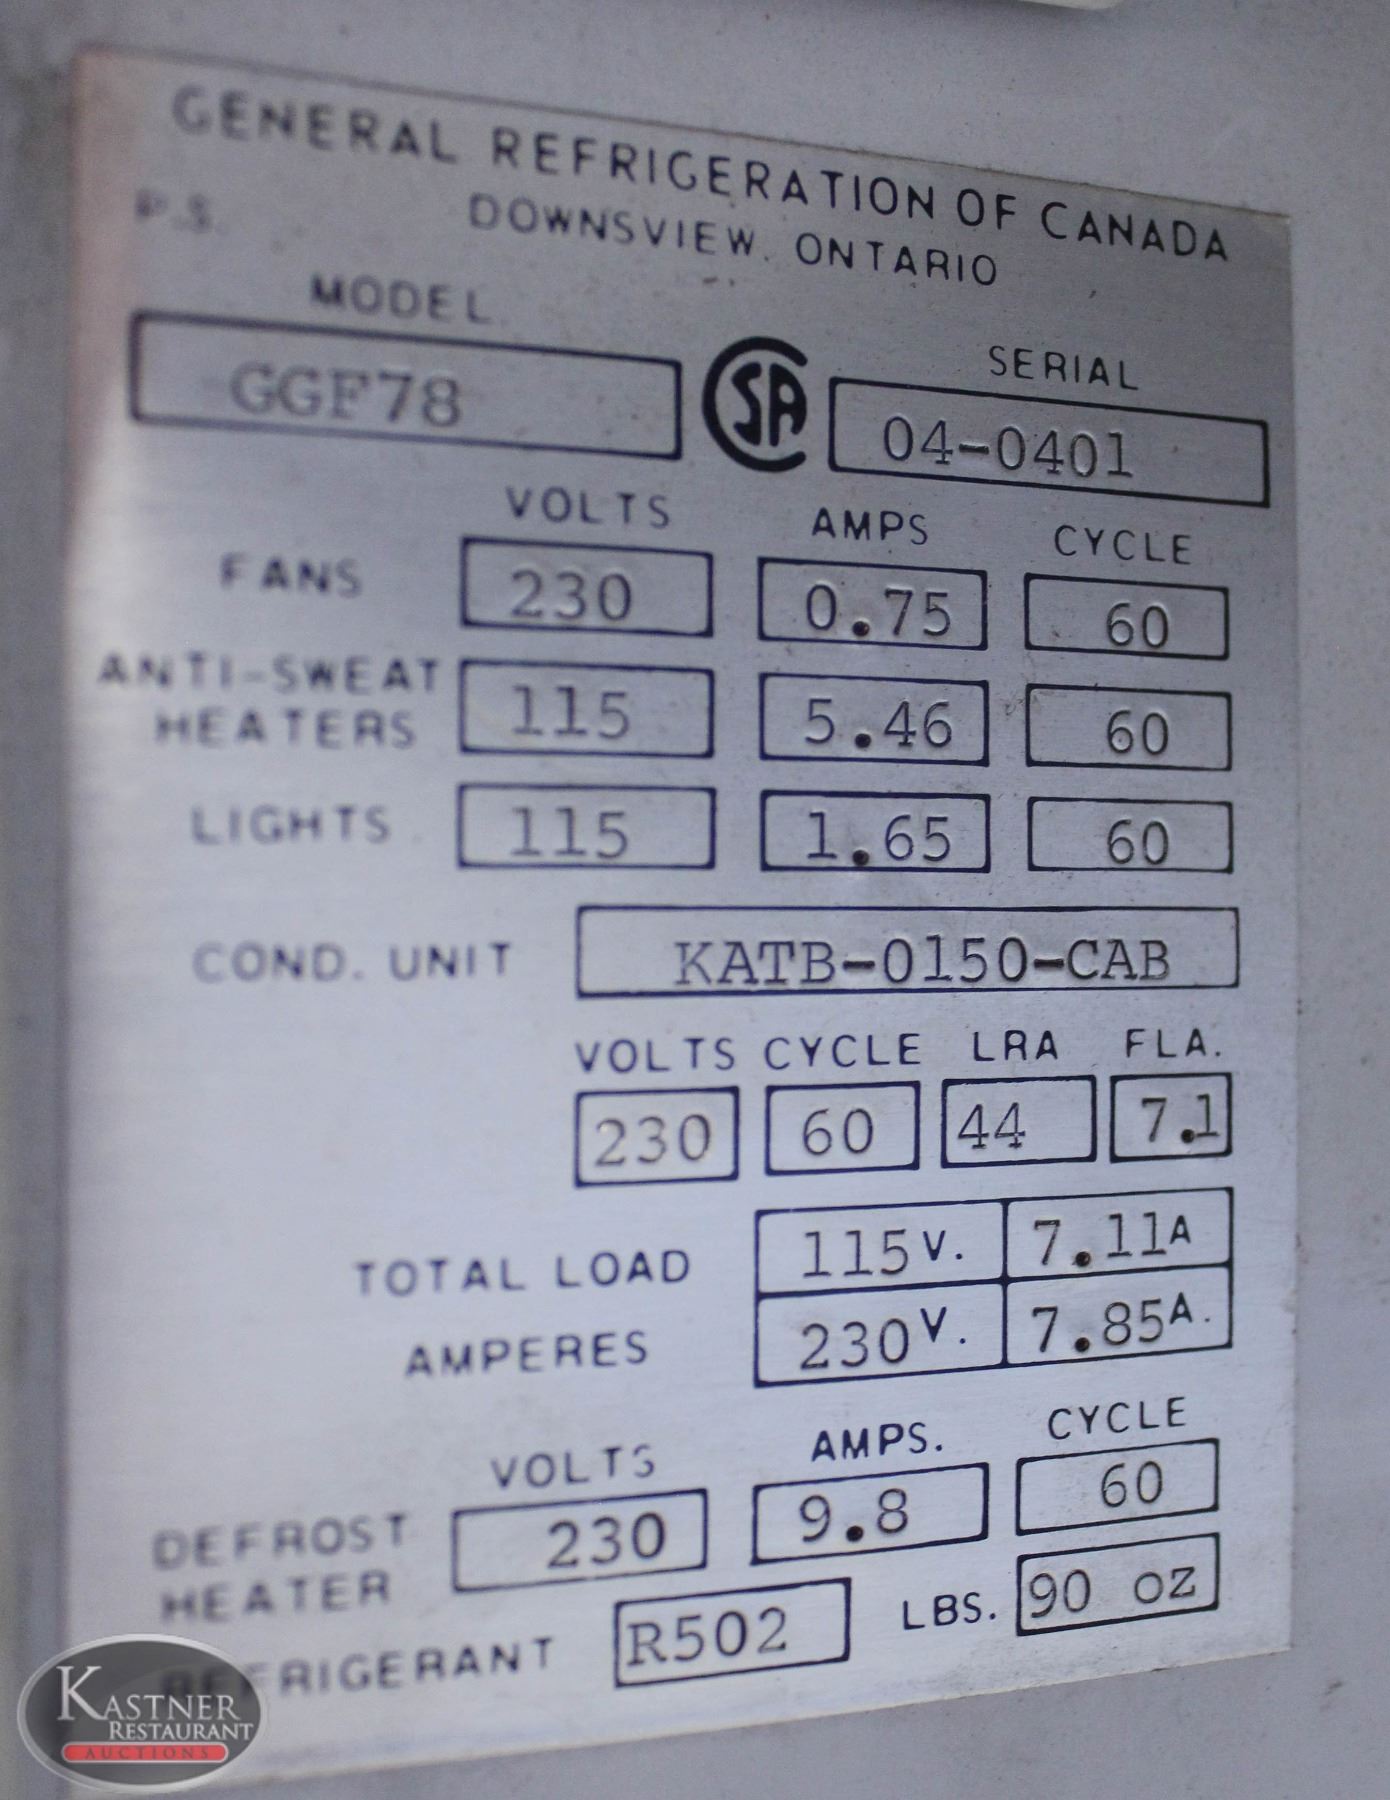 GENERAL REFRIGERATION OF CANADA
P.S. DOWNSVIEW. ONTARIO
MODEL SERIAL
GGF78 SA 04-0401
VOLTS AMPS CYCLE
FANS 230 0.75 60
ANTI-SWEAT HEATERS 115 5.46 60
LIGHTS 115 1.65 60
COND. UNIT KATB-0150-CAB
VOLTS CYCLE LRA FLA.
230 60 44 7.1
TOTAL LOAD 115V. 7.11A
AMPERES 230V. 7.85A.
VOLTS AMPS. CYCLE
DEFROST HEATER 230 9.8 60
REFRIGERANT R502 LBS. 90 oz
KASTNER
RESTAURANT
AUCTIONS